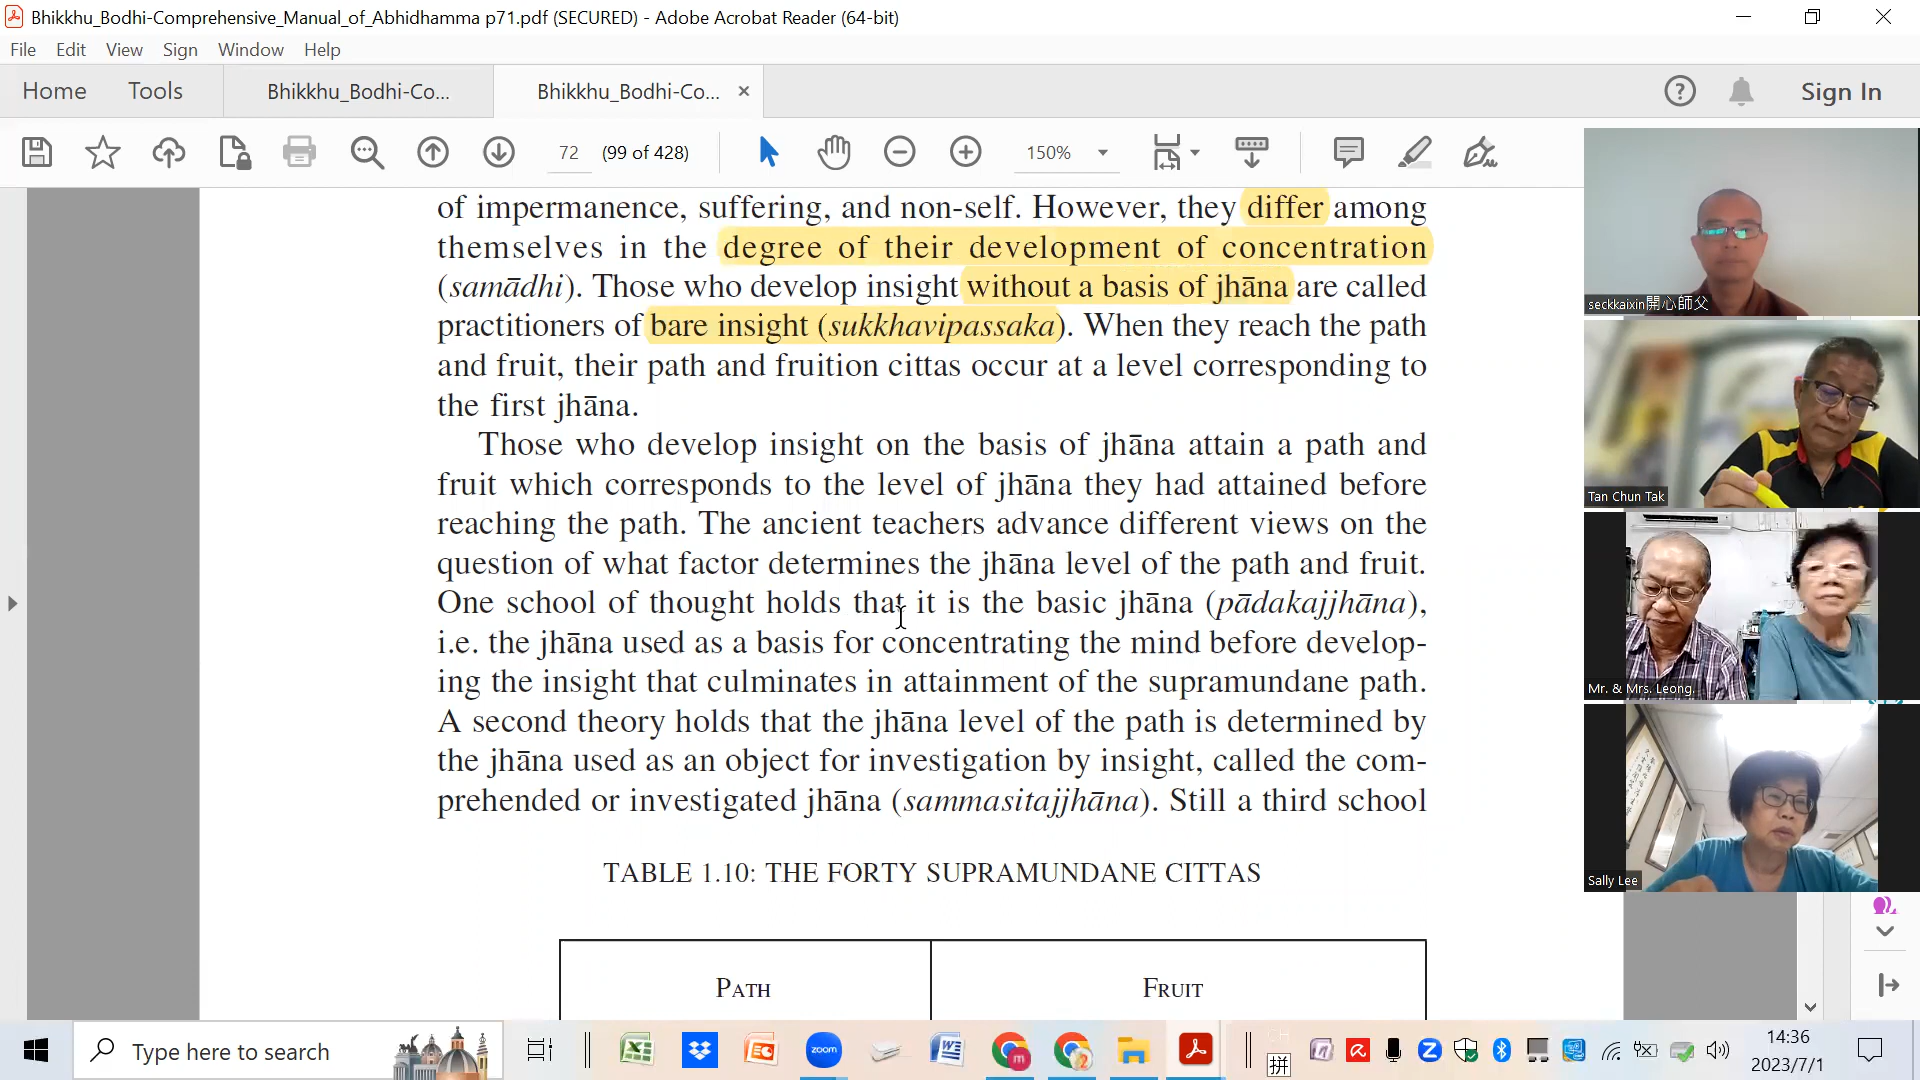 Bhikkhu_Bodhi-Comprehensive_Manual_of_Abhidhamma p71.pdf (SECURED) - Adobe Acrobat Reader (64-bit)
File Edit View Sign Window Help
Home Tools Bhikkhu_Bodhi-Co... Bhikkhu_Bodhi-Co... Sign In
72 (99 of 428) 150%
of impermanence, suffering, and non-self. However, they differ among
themselves in the degree of their development of concentration
(samādhi). Those who develop insight without a basis of jhāna are called
practitioners of bare insight (sukkhavipassaka). When they reach the path
and fruit, their path and fruition cittas occur at a level corresponding to
the first jhāna.
Those who develop insight on the basis of jhāna attain a path and
fruit which corresponds to the level of jhāna they had attained before
reaching the path. The ancient teachers advance different views on the
question of what factor determines the jhāna level of the path and fruit.
One school of thought holds that it is the basic jhāna (pādakajjhāna),
i.e. the jhāna used as a basis for concentrating the mind before develop-
ing the insight that culminates in attainment of the supramundane path.
A second theory holds that the jhāna level of the path is determined by
the jhāna used as an object for investigation by insight, called the com-
prehended or investigated jhāna (sammasitajjhāna). Still a third school
TABLE 1.10: THE FORTY SUPRAMUNDANE CITTAS
PATH FRUIT
seckkaixin開心師父
Tan Chun Tak
Mr. & Mrs. Leong.
Sally Lee
Type here to search
zoom
拼
14:36
2023/7/1